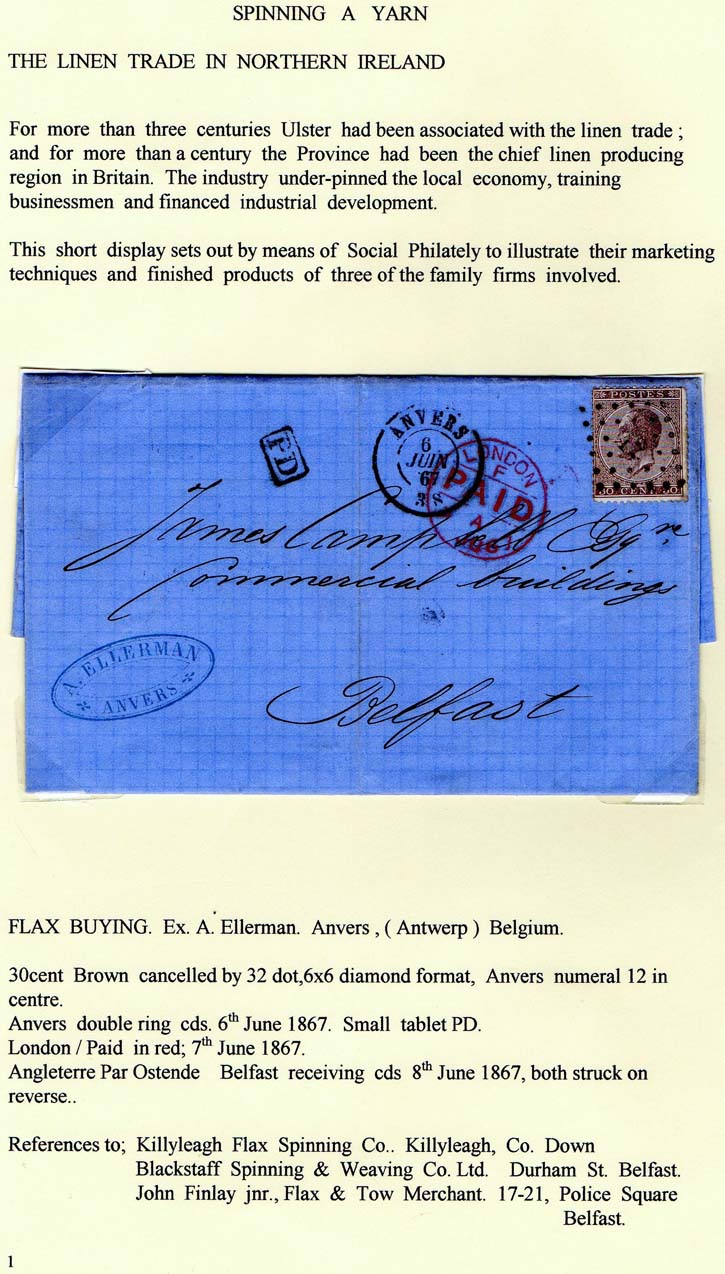 SPINNING A YARN
THE LINEN TRADE IN NORTHERN IRELAND
For more than three centuries Ulster had been associated with the linen trade ;
and for more than a century the Province had been the chief linen producing
region in Britain. The industry under-pinned the local economy, training
businessmen and financed industrial development.
This short display sets out by means of Social Philately to illustrate their marketing
techniques and finished products of three of the family firms involved.
POSTES
30 CEN
PD
ANVERS
6
JUIN
67
LONDON
F
PAID
James Campbell Esqre
Commercial buildings
Belfast
A. ELLERMAN
ANVERS
FLAX BUYING. Ex. A. Ellerman. Anvers , ( Antwerp ) Belgium.
30cent Brown cancelled by 32 dot,6x6 diamond format, Anvers numeral 12 in
centre.
Anvers double ring cds. 6th June 1867. Small tablet PD.
London / Paid in red; 7th June 1867.
Angleterre Par Ostende Belfast receiving cds 8th June 1867, both struck on
reverse..
References to; Killyleagh Flax Spinning Co.. Killyleagh, Co. Down
Blackstaff Spinning & Weaving Co. Ltd. Durham St. Belfast.
John Finlay jnr., Flax & Tow Merchant. 17-21, Police Square
Belfast.
1